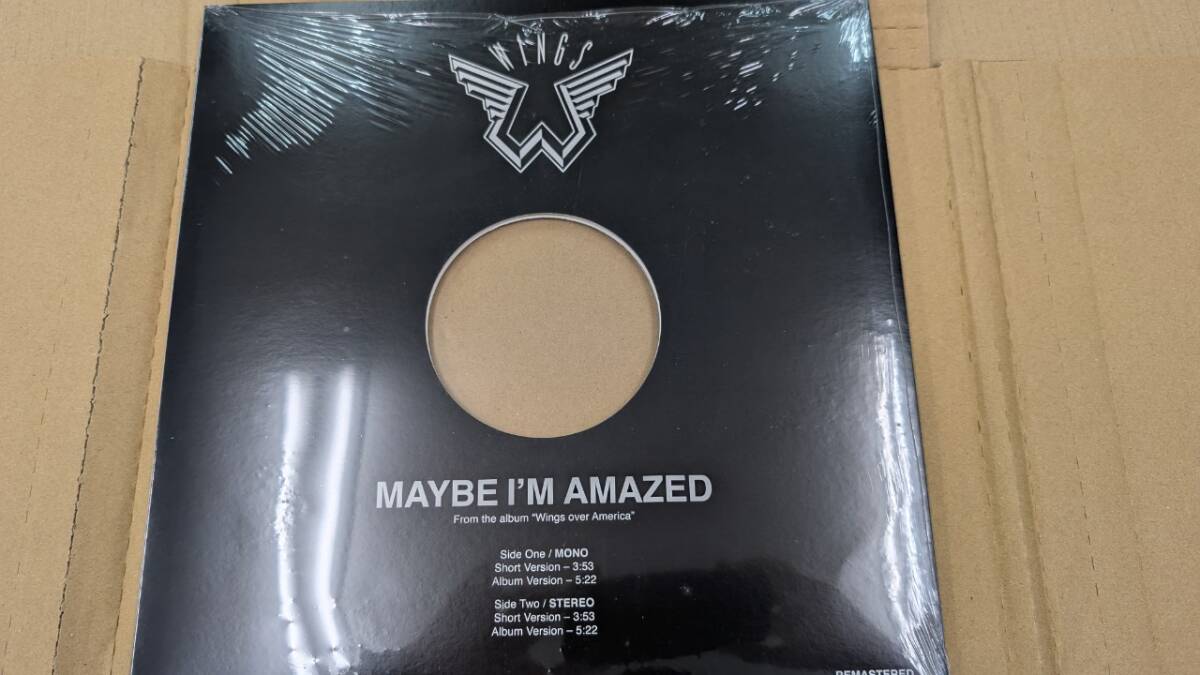 WINGS
MAYBE I'M AMAZED
From the album "Wings over America"
Side One / MONO
Short Version – 3:53
Album Version – 5:22
Side Two / STEREO
Short Version – 3:53
Album Version – 5:22
REMASTERED